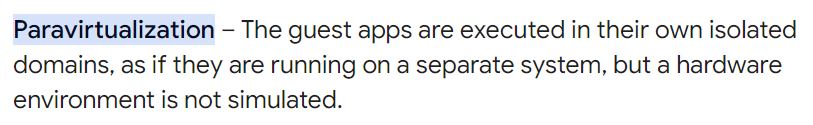 Paravirtualization – The guest apps are executed in their own isolated
domains, as if they are running on a separate system, but a hardware
environment is not simulated.